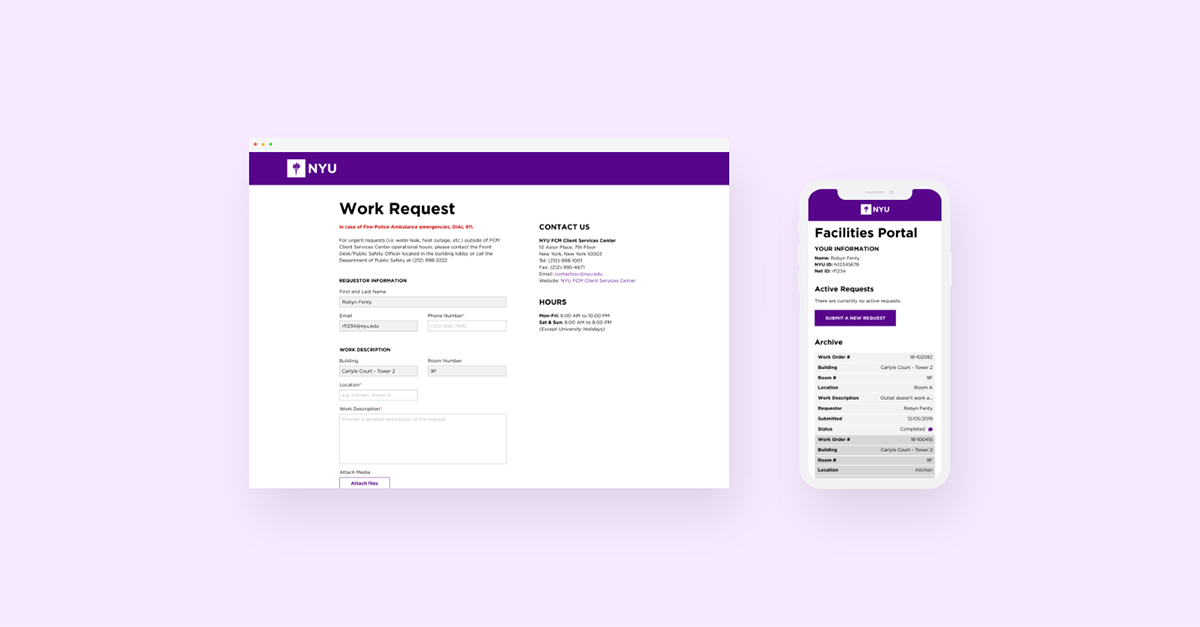 NYU
Work Request
In case of Fire-Police-Ambulance emergencies, DIAL 911.
For urgent requests (i.e. water leak, heat outage, etc.) outside of FCM
Client Services Center operational hours, please contact the Front
Desk/Public Safety Officer located in the building lobby or call the
Department of Public Safety at (212) 998-2222.
REQUESTOR INFORMATION
First and Last Name
Robyn Fenty
Email
Phone Number*
rf1234@nyu.edu
(123)-456-7890
WORK DESCRIPTION
Building
Room Number
Carlyle Court - Tower 2
9F
Location*
e.g. Kitchen, Room A
Work Description*
Provide a detailed description of the request
Attach Media
Attach files
CONTACT US
NYU FCM Client Services Center
10 Astor Place, 7th Floor
New York, New York 10003
Tel: (212)-998-1001
Fax: (212)-995-4671
Email: contactcsc@nyu.edu
Website: NYU FCM Client Services Center
HOURS
Mon-Fri: 6:00 AM to 10:00 PM
Sat & Sun: 8:00 AM to 8:00 PM
(Except University Holidays)
NYU
Facilities Portal
YOUR INFORMATION
Name: Robyn Fenty
NYU ID: N12345678
Net ID: rf1234
Active Requests
There are currently no active requests.
SUBMIT A NEW REQUEST
Archive
Work Order # 18-102082
Building Carlyle Court - Tower 2
Room # 9F
Location Room A
Work Description Outlet doesn't work a...
Requestor Robyn Fenty
Submitted 12/05/2018
Status Completed
Work Order # 18-100415
Building Carlyle Court - Tower 2
Room # 9F
Location Kitchen